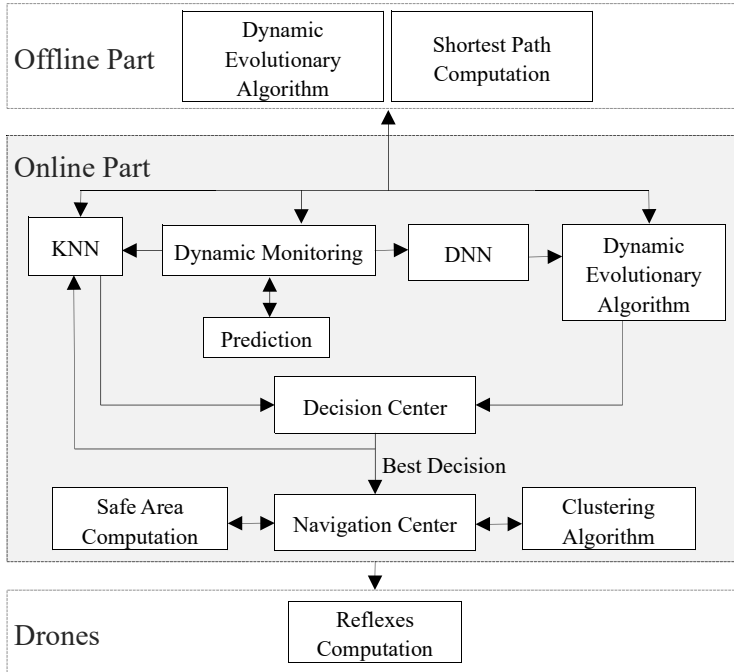 Offline Part
Dynamic
Evolutionary
Algorithm
Shortest Path
Computation
Online Part
KNN
Dynamic Monitoring
DNN
Dynamic
Evolutionary
Algorithm
Prediction
Decision Center
Best Decision
Safe Area
Computation
Navigation Center
Clustering
Algorithm
Drones
Reflexes
Computation